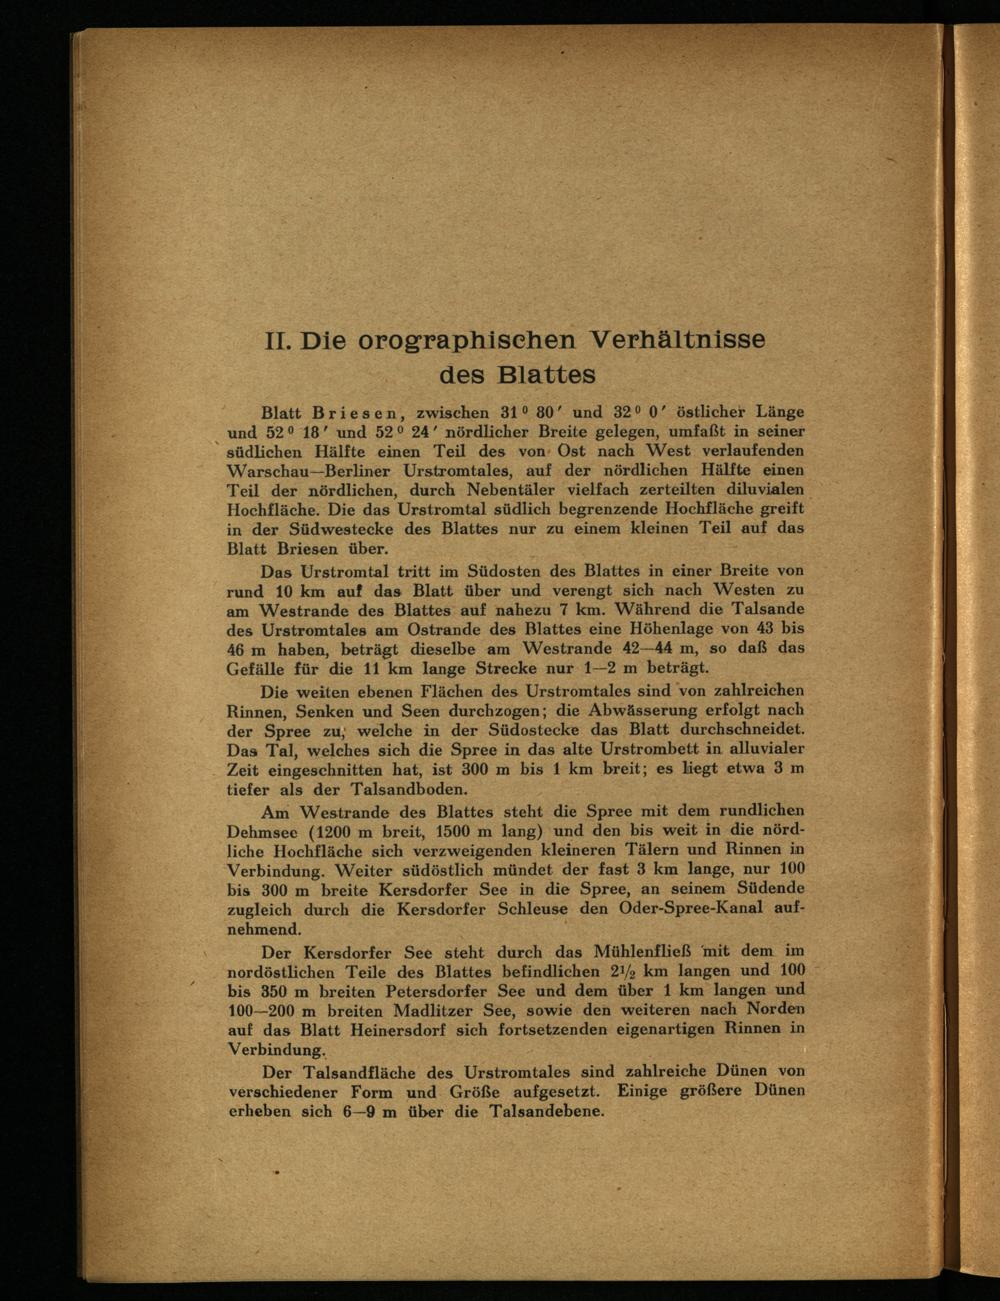 II. Die orographischen Verhältnisse
des Blattes
Blatt Briesen, zwischen 31⁰ 80′ und 32⁰ 0′ östlicher Länge
und 52⁰ 18′ und 52⁰ 24′ nördlicher Breite gelegen, umfaßt in seiner
südlichen Hälfte einen Teil des von Ost nach West verlaufenden
Warschau—Berliner Urstromtales, auf der nördlichen Hälfte einen
Teil der nördlichen, durch Nebentäler vielfach zerteilten diluvialen
Hochfläche. Die das Urstromtal südlich begrenzende Hochfläche greift
in der Südwestecke des Blattes nur zu einem kleinen Teil auf das
Blatt Briesen über.
Das Urstromtal tritt im Südosten des Blattes in einer Breite von
rund 10 km auf das Blatt über und verengt sich nach Westen zu
am Westrande des Blattes auf nahezu 7 km. Während die Talsande
des Urstromtales am Ostrande des Blattes eine Höhenlage von 43 bis
46 m haben, beträgt dieselbe am Westrande 42—44 m, so daß das
Gefälle für die 11 km lange Strecke nur 1—2 m beträgt.
Die weiten ebenen Flächen des Urstromtales sind von zahlreichen
Rinnen, Senken und Seen durchzogen; die Abwässerung erfolgt nach
der Spree zu, welche in der Südostecke das Blatt durchschneidet.
Das Tal, welches sich die Spree in das alte Urstrombett in alluvialer
Zeit eingeschnitten hat, ist 300 m bis 1 km breit; es liegt etwa 3 m
tiefer als der Talsandboden.
Am Westrande des Blattes steht die Spree mit dem rundlichen
Dehmsee (1200 m breit, 1500 m lang) und den bis weit in die nörd-
liche Hochfläche sich verzweigenden kleineren Tälern und Rinnen in
Verbindung. Weiter südöstlich mündet der fast 3 km lange, nur 100
bis 300 m breite Kersdorfer See in die Spree, an seinem Südende
zugleich durch die Kersdorfer Schleuse den Oder-Spree-Kanal auf-
nehmend.
Der Kersdorfer See steht durch das Mühlenfließ mit dem im
nordöstlichen Teile des Blattes befindlichen 2½ km langen und 100
bis 350 m breiten Petersdorfer See und dem über 1 km langen und
100—200 m breiten Madlitzer See, sowie den weiteren nach Norden
auf das Blatt Heinersdorf sich fortsetzenden eigenartigen Rinnen in
Verbindung.
Der Talsandfläche des Urstromtales sind zahlreiche Dünen von
verschiedener Form und Größe aufgesetzt. Einige größere Dünen
erheben sich 6—9 m über die Talsandebene.